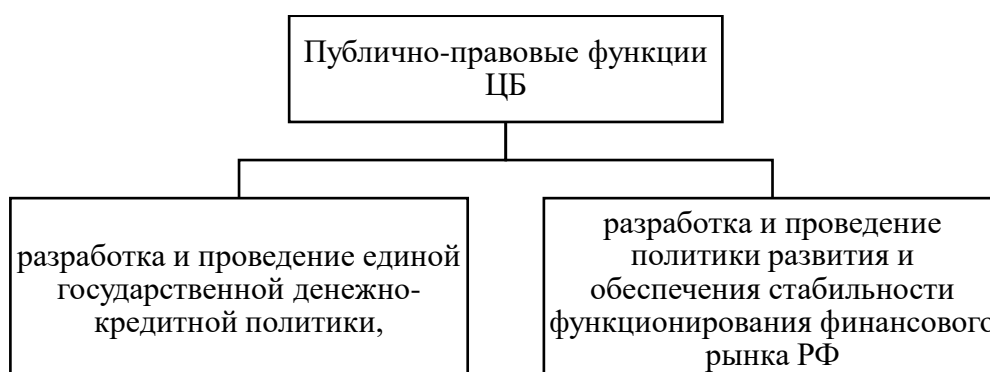 Публично-правовые функции
ЦБ
разработка и проведение единой
государственной денежно-
кредитной политики,
разработка и проведение
политики развития и
обеспечения стабильности
функционирования финансового
рынка РФ